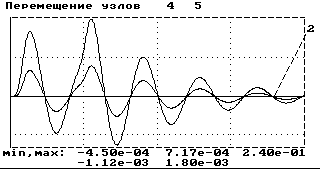 Перемещение узлов 4 5
2
min,max: -4.50e-04 7.17e-04 2.40e-01
-1.12e-03 1.80e-03